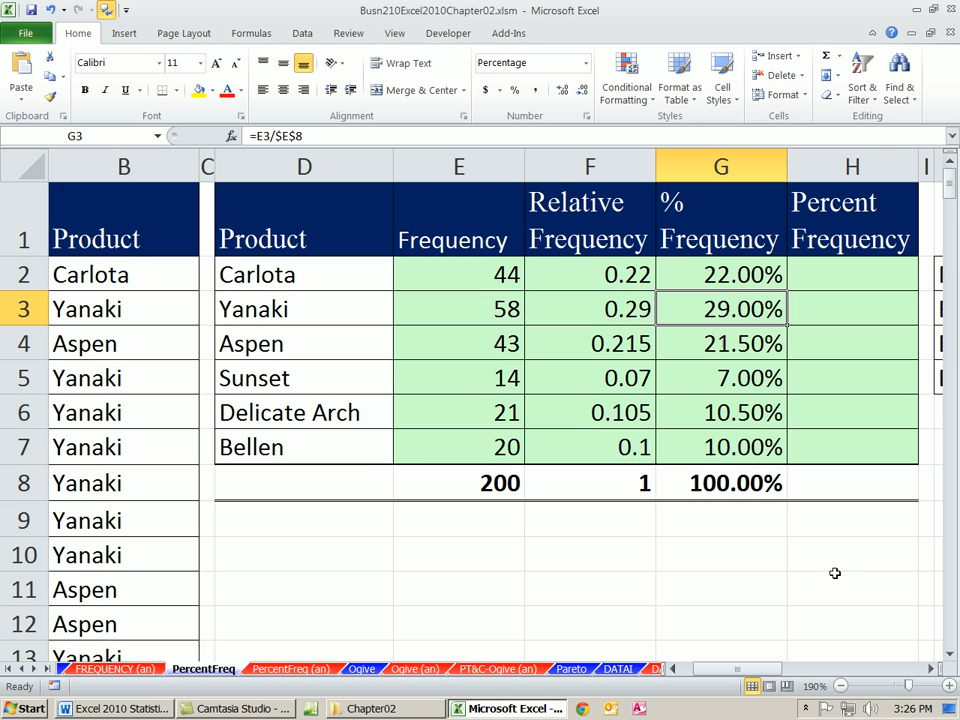 Busn210Excel2010Chapter02.xlsm - Microsoft Excel
File Home Insert Page Layout Formulas Data Review View Developer Add-Ins
Calibri 11 Wrap Text Percentage Insert
Paste Merge & Center Conditional Formatting Format as Table Cell Styles Delete Format Sort & Filter Find & Select
Clipboard Font Alignment Number Styles Cells Editing
G3 fx =E3/$E$8
B C D E F G H I
1 Product Product Frequency Relative Frequency % Frequency Percent Frequency
2 Carlota Carlota 44 0.22 22.00%
3 Yanaki Yanaki 58 0.29 29.00%
4 Aspen Aspen 43 0.215 21.50%
5 Yanaki Sunset 14 0.07 7.00%
6 Yanaki Delicate Arch 21 0.105 10.50%
7 Yanaki Bellen 20 0.1 10.00%
8 Yanaki 200 1 100.00%
9 Yanaki
10 Yanaki
11 Aspen
12 Aspen
13 Yanaki
FREQUENCY (an) PercentFreq PercentFreq (an) Ogive Ogive (an) PT&C-Ogive (an) Pareto DATAI
Ready 190%
Start Excel 2010 Statisti... Camtasia Studio - ... Chapter02 Microsoft Excel -... 3:26 PM